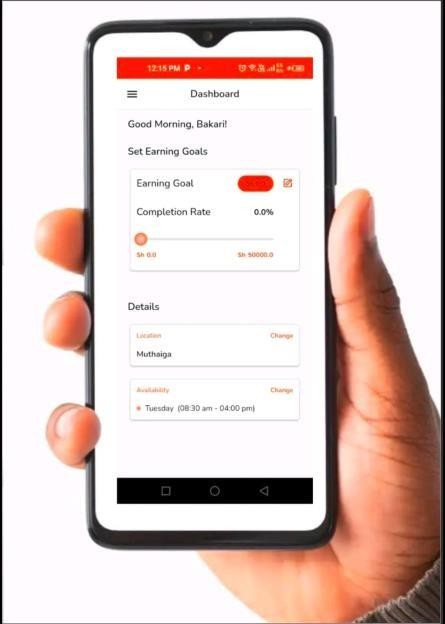 12:15 PM P
Dashboard
Good Morning, Bakari!
Set Earning Goals
Earning Goal
Completion Rate 0.0%
Sh 0.0 Sh 50000.0
Details
Location Change
Muthaiga
Availability Change
Tuesday (08:30 am - 04:00 pm)